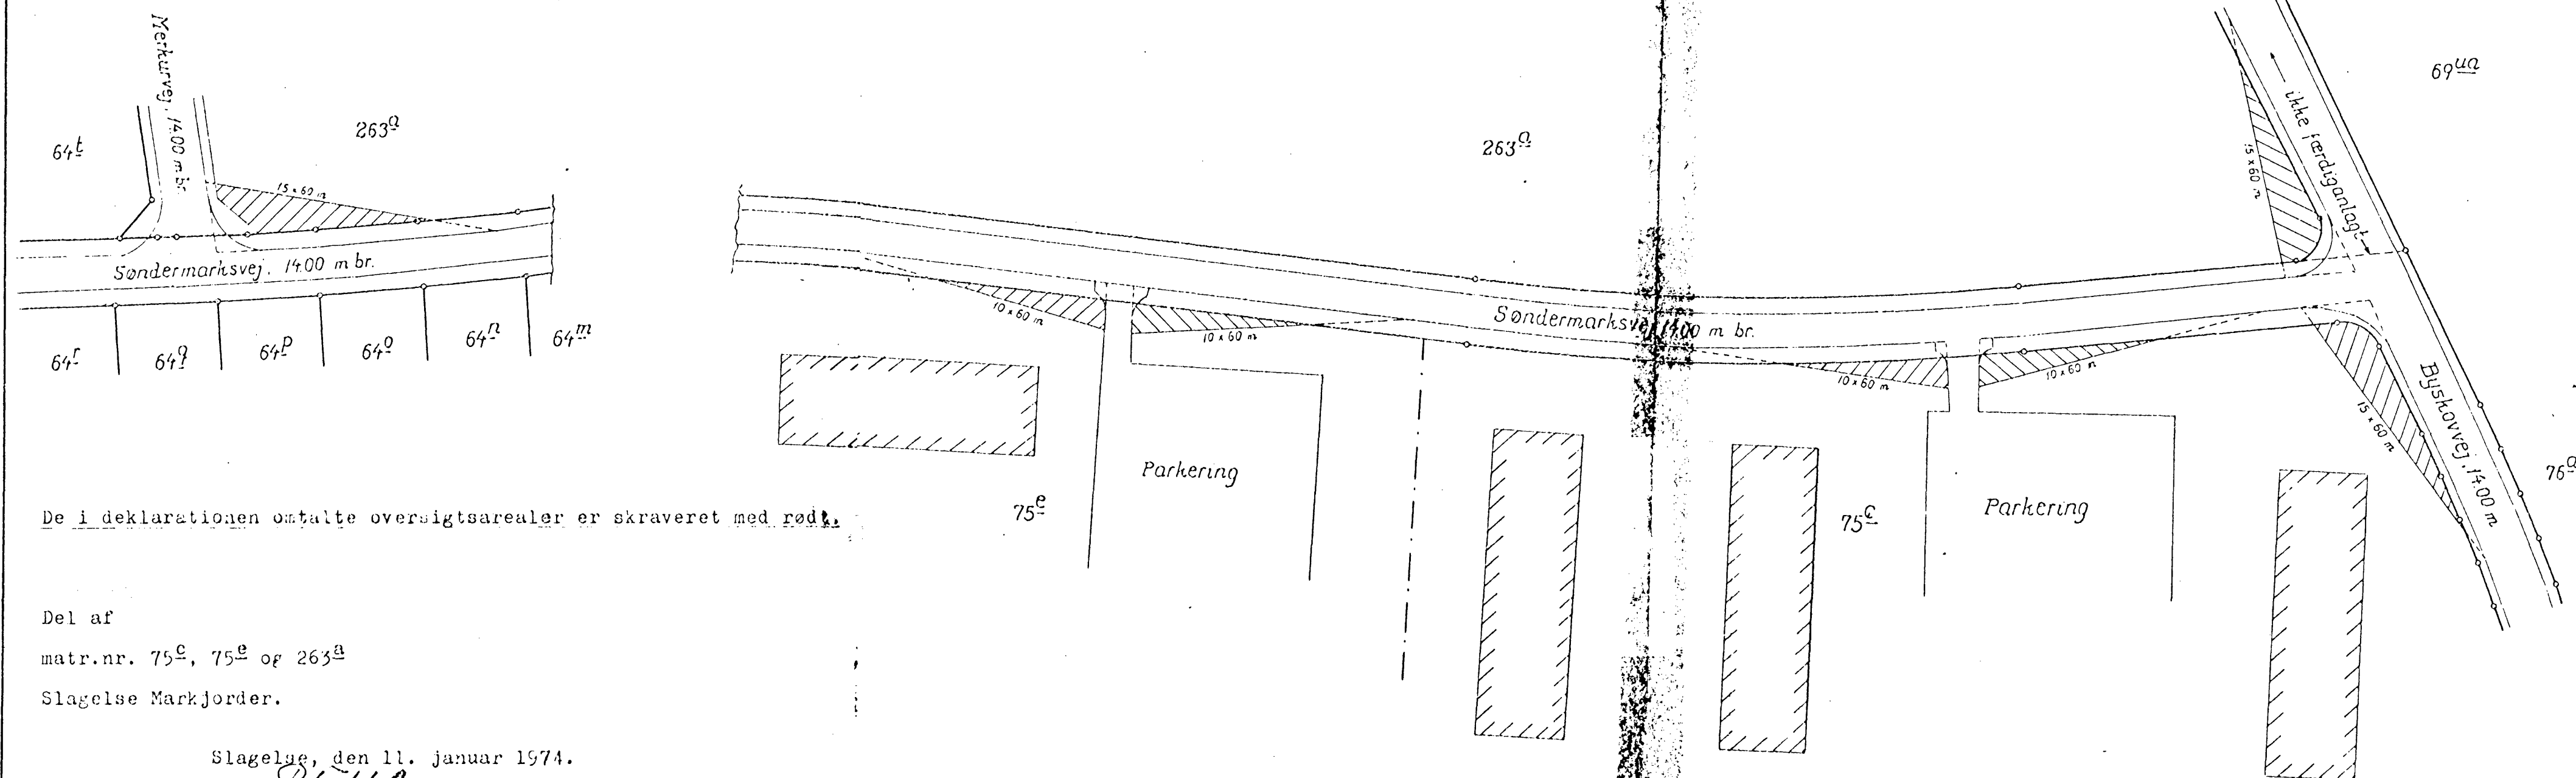 Merkurvej, 14.00 m br.
64t
263a
15 x 60 m
Søndermarksvej, 14.00 m br.
64r
64q
64p
64o
64n
64m
263a
10 x 60 m
10 x 60 m
Søndermarksvej 14.00 m br.
10 x 60 m
10 x 60 m
15 x 60 m
ikke færdiganlagt
69ua
15 x 60 m
Byskovvej, 14.00 m
76a
Parkering
75e
75c
Parkering
De i deklarationen omtalte oversigtsarealer er skraveret med rødt.
Del af
matr.nr. 75c, 75e og 263a
Slagelse Markjorder.
Slagelse, den 11. januar 1974.